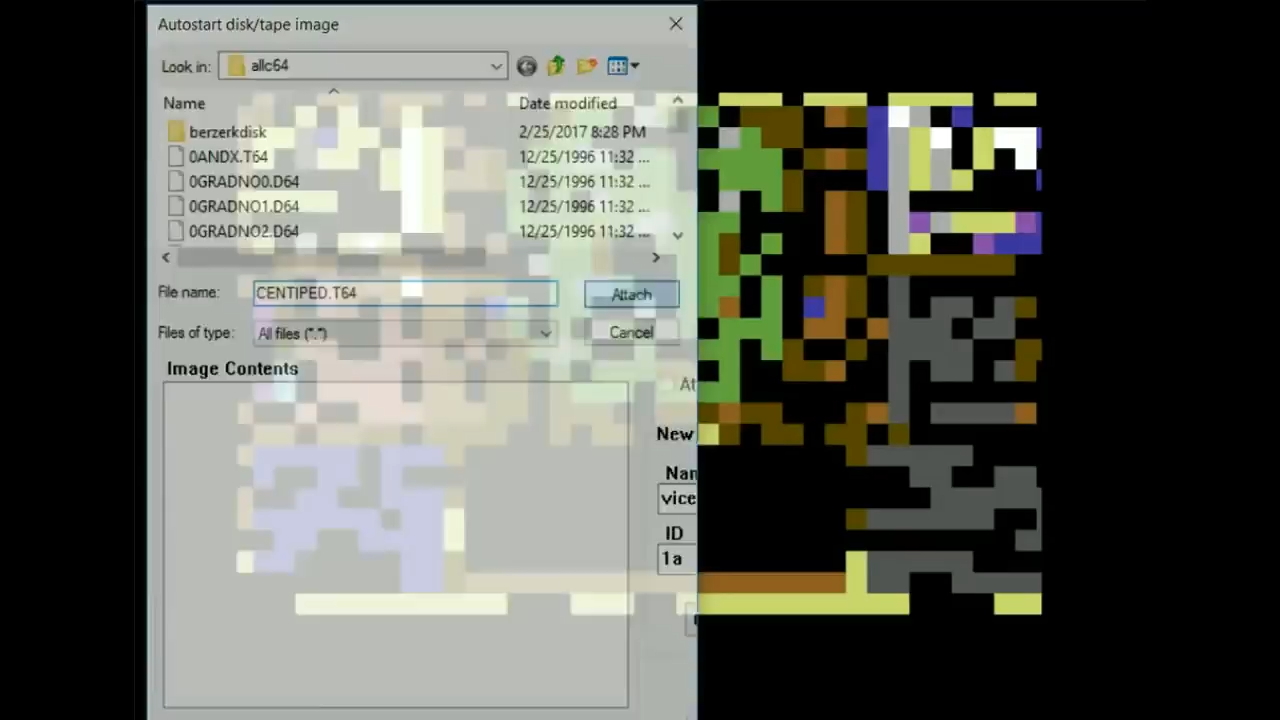 Autostart disk/tape image
Look in: allc64
Name Date modified
berzerkdisk 2/25/2017 8:28 PM
0ANDX.T64 12/25/1996 11:32 ...
0GRADNO0.D64 12/25/1996 11:32 ...
0GRADNO1.D64 12/25/1996 11:32 ...
0GRADNO2.D64 12/25/1996 11:32 ...
File name: CENTIPED.T64 Attach
Files of type: All files (*.*) Cancel
Image Contents
At
New
Nan
vice
ID
1a